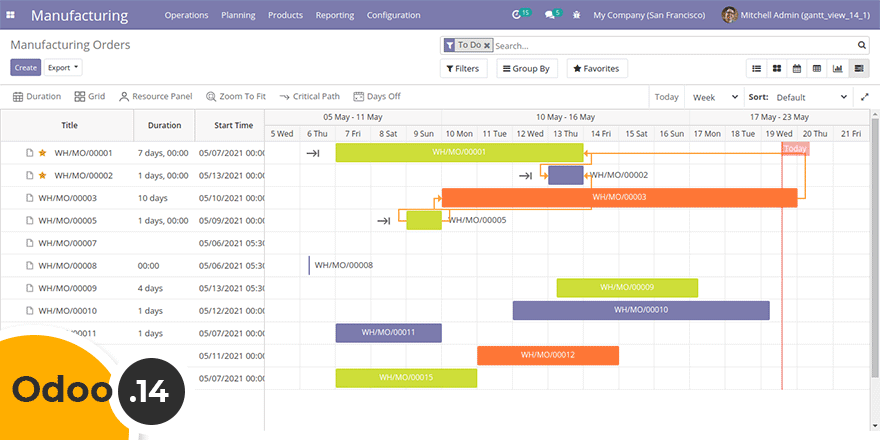 Manufacturing Operations Planning Products Reporting Configuration 15 5 My Company (San Francisco) Mitchell Admin (gantt_view_14_1)
Manufacturing Orders To Do Search...
Create Export Filters Group By Favorites
Duration Grid Resource Panel Zoom To Fit Critical Path Days Off Today Week Sort: Default
Title Duration Start Time 05 May - 11 May 10 May - 16 May 17 May - 23 May
5 Wed 6 Thu 7 Fri 8 Sat 9 Sun 10 Mon 11 Tue 12 Wed 13 Thu 14 Fri 15 Sat 16 Sun 17 Mon 18 Tue 19 Wed 20 Thu 21 Fri
WH/MO/00001 7 days, 00:00 05/07/2021 00:00 WH/MO/00001 Today
WH/MO/00002 1 days, 00:00 05/13/2021 00:00 WH/MO/00002
WH/MO/00003 10 days 05/10/2021 00:00 WH/MO/00003
WH/MO/00005 1 days, 00:00 05/09/2021 00:00 WH/MO/00005
WH/MO/00007 05/06/2021 05:30
WH/MO/00008 00:00 05/06/2021 05:30 WH/MO/00008
WH/MO/00009 4 days 05/13/2021 05:30 WH/MO/00009
WH/MO/00010 7 days 05/12/2021 00:00 WH/MO/00010
00011 1 days 05/07/2021 00:00 WH/MO/00011
05/11/2021 00:00 WH/MO/00012
05/07/2021 00:00 WH/MO/00015
Odoo .14